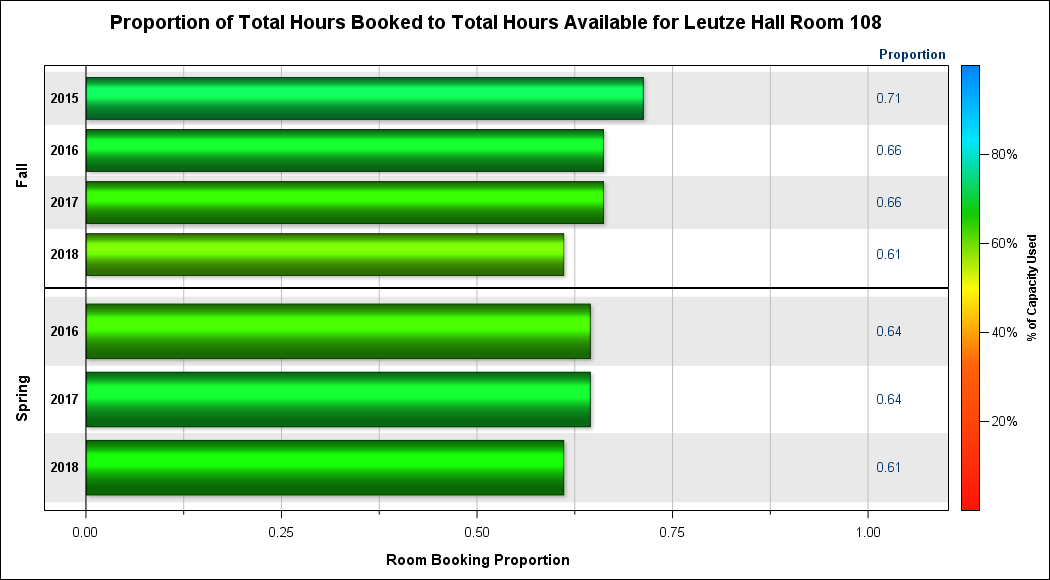 Proportion of Total Hours Booked to Total Hours Available for Leutze Hall Room 108
Proportion
Fall
2015 0.71
2016 0.66
2017 0.66
2018 0.61
Spring
2016 0.64
2017 0.64
2018 0.61
0.00 0.25 0.50 0.75 1.00
Room Booking Proportion
80%
60%
40%
20%
% of Capacity Used